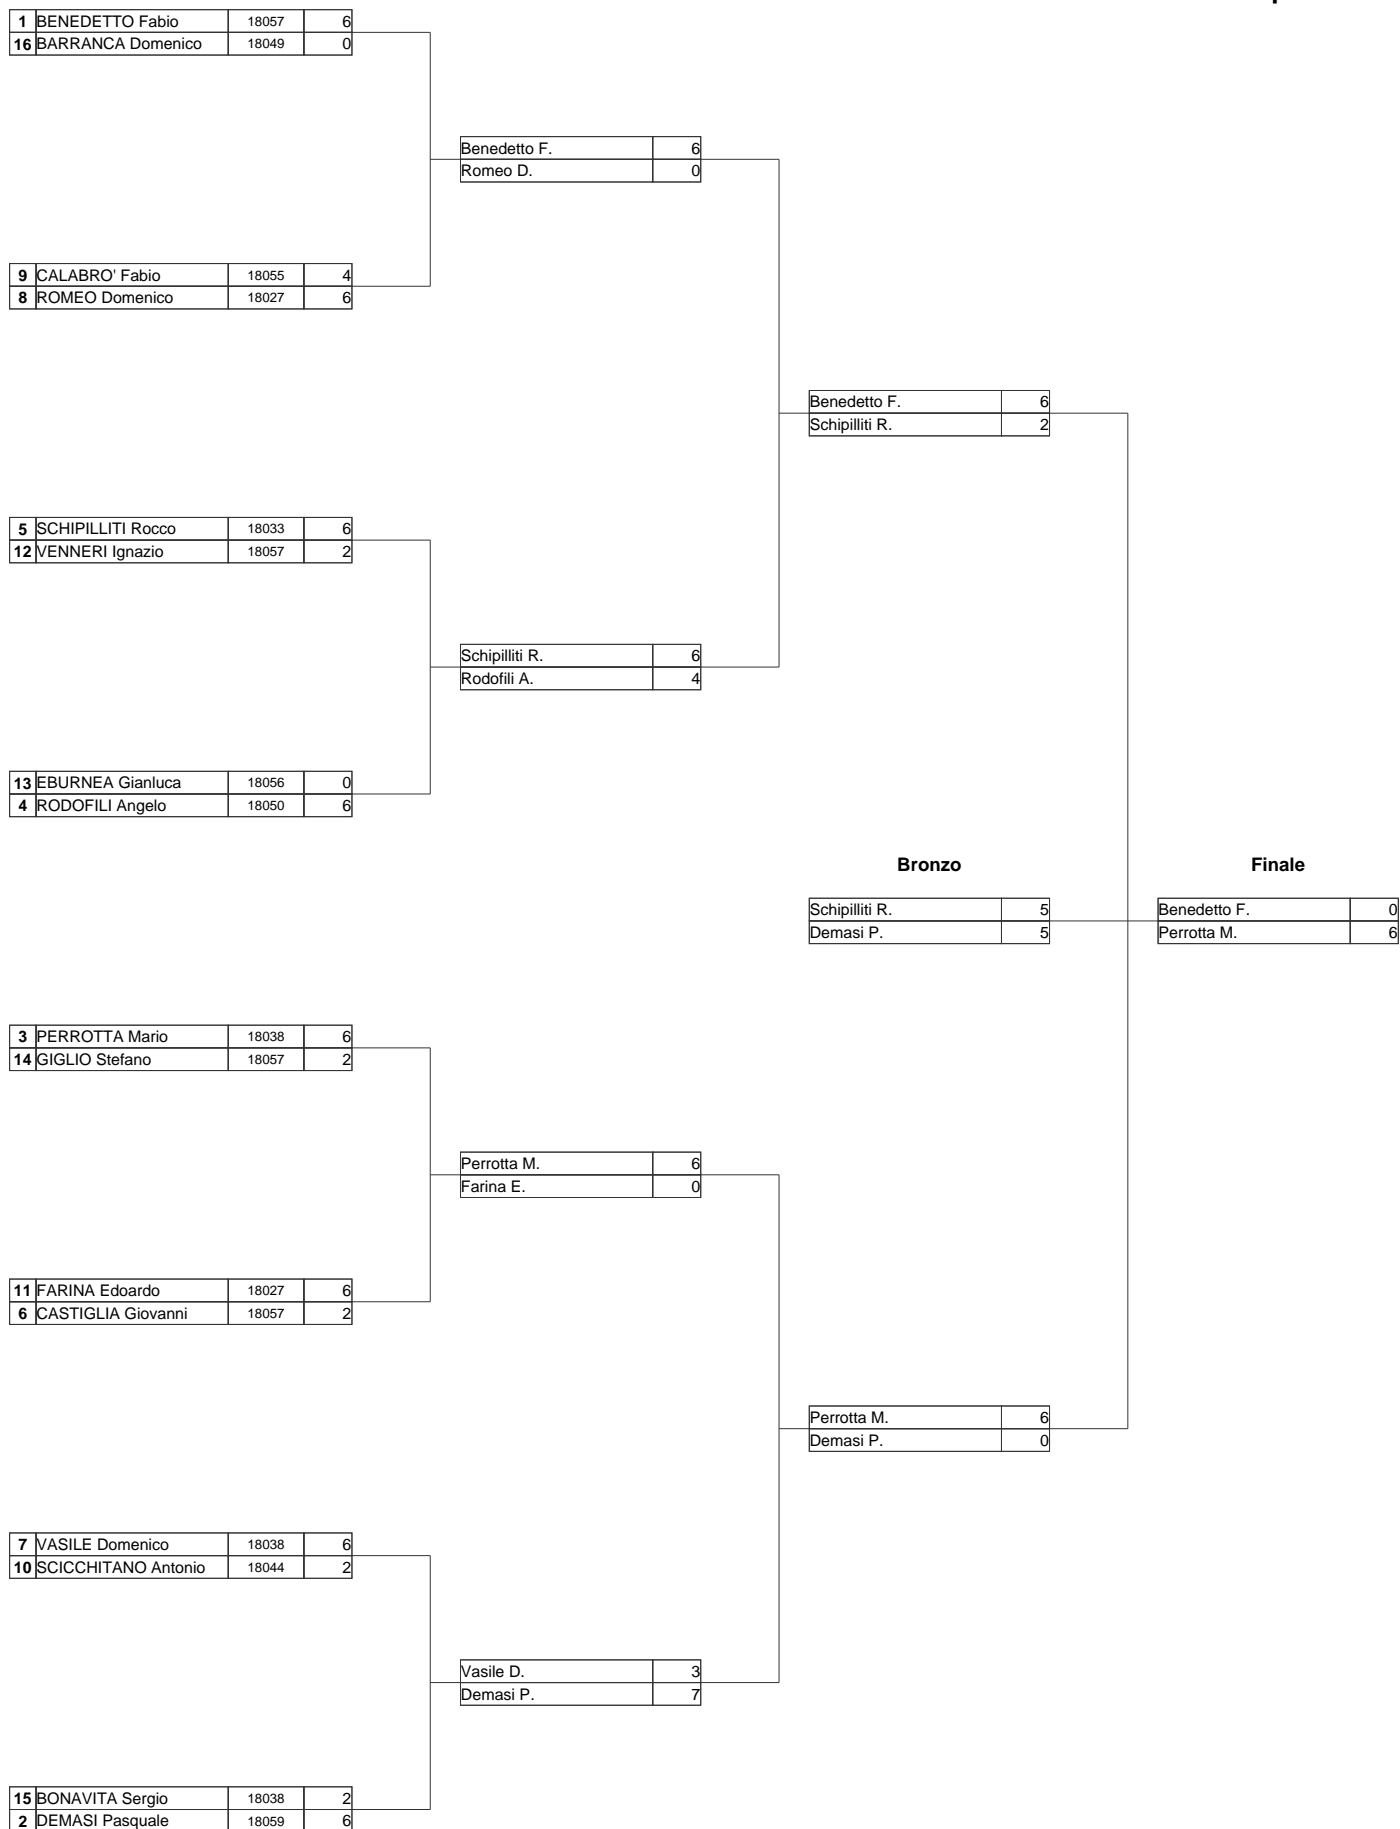 1 BENEDETTO Fabio 18057 6
16 BARRANCA Domenico 18049 0
Benedetto F. 6
Romeo D. 0
9 CALABRO' Fabio 18055 4
8 ROMEO Domenico 18027 6
Benedetto F. 6
Schipilliti R. 2
5 SCHIPILLITI Rocco 18033 6
12 VENNERI Ignazio 18057 2
Schipilliti R. 6
Rodofili A. 4
13 EBURNEA Gianluca 18056 0
4 RODOFILI Angelo 18050 6
Bronzo Finale
Schipilliti R. 5 Benedetto F. 0
Demasi P. 5 Perrotta M. 6
3 PERROTTA Mario 18038 6
14 GIGLIO Stefano 18057 2
Perrotta M. 6
Farina E. 0
11 FARINA Edoardo 18027 6
6 CASTIGLIA Giovanni 18057 2
Perrotta M. 6
Demasi P. 0
7 VASILE Domenico 18038 6
10 SCICCHITANO Antonio 18044 2
Vasile D. 3
Demasi P. 7
15 BONAVITA Sergio 18038 2
2 DEMASI Pasquale 18059 6